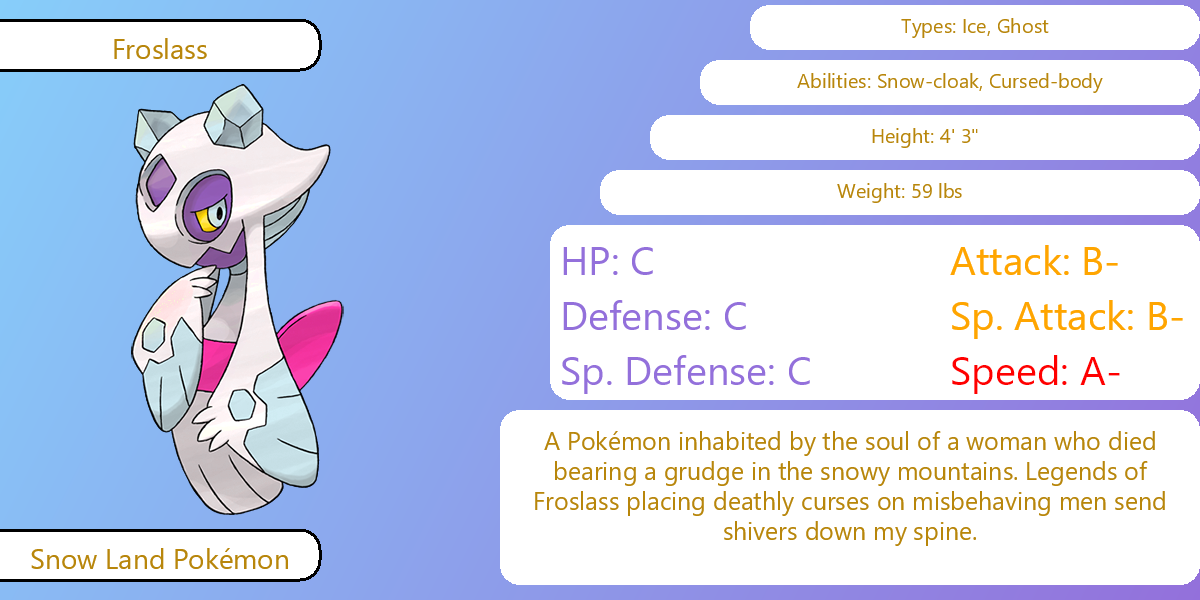 Froslass
Types: Ice, Ghost
Abilities: Snow-cloak, Cursed-body
Height: 4' 3"
Weight: 59 lbs
HP: C
Attack: B-
Defense: C
Sp. Attack: B-
Sp. Defense: C
Speed: A-
A Pokémon inhabited by the soul of a woman who died
bearing a grudge in the snowy mountains. Legends of
Froslass placing deathly curses on misbehaving men send
shivers down my spine.
Snow Land Pokémon